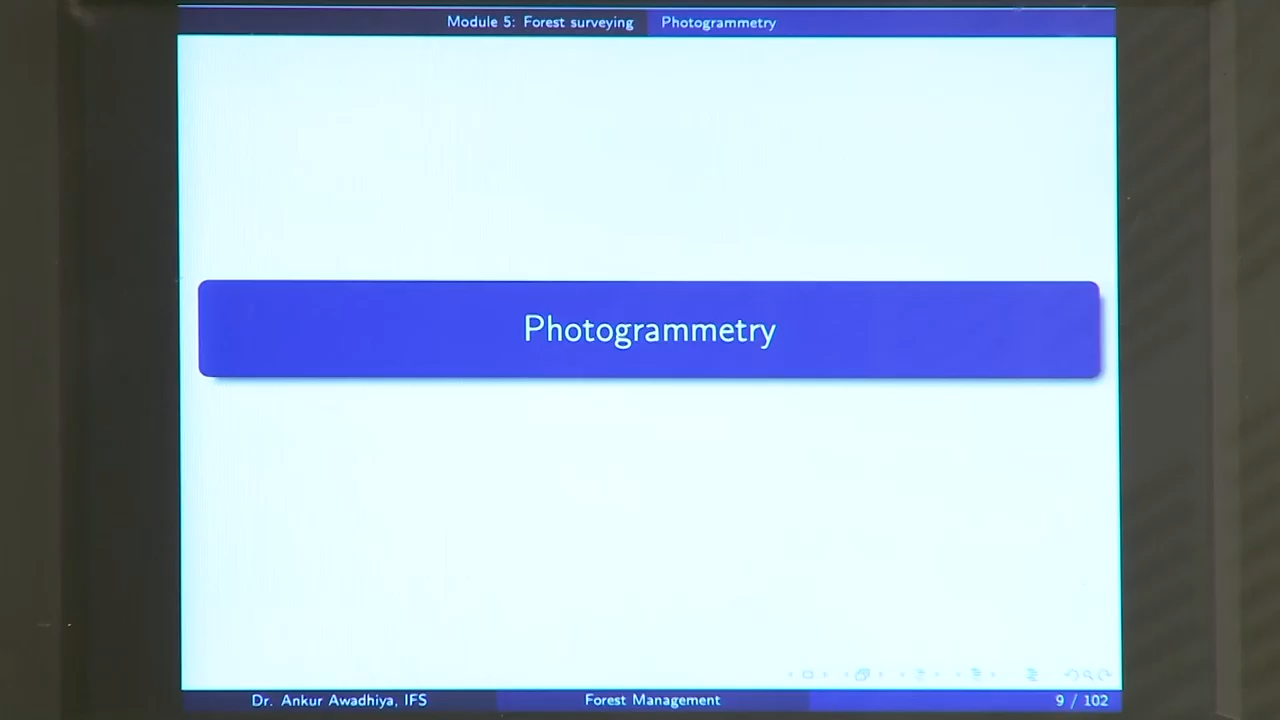 Module 5: Forest surveying Photogrammetry
Photogrammetry
Dr. Ankur Awadhiya, IFS Forest Management 9 / 102